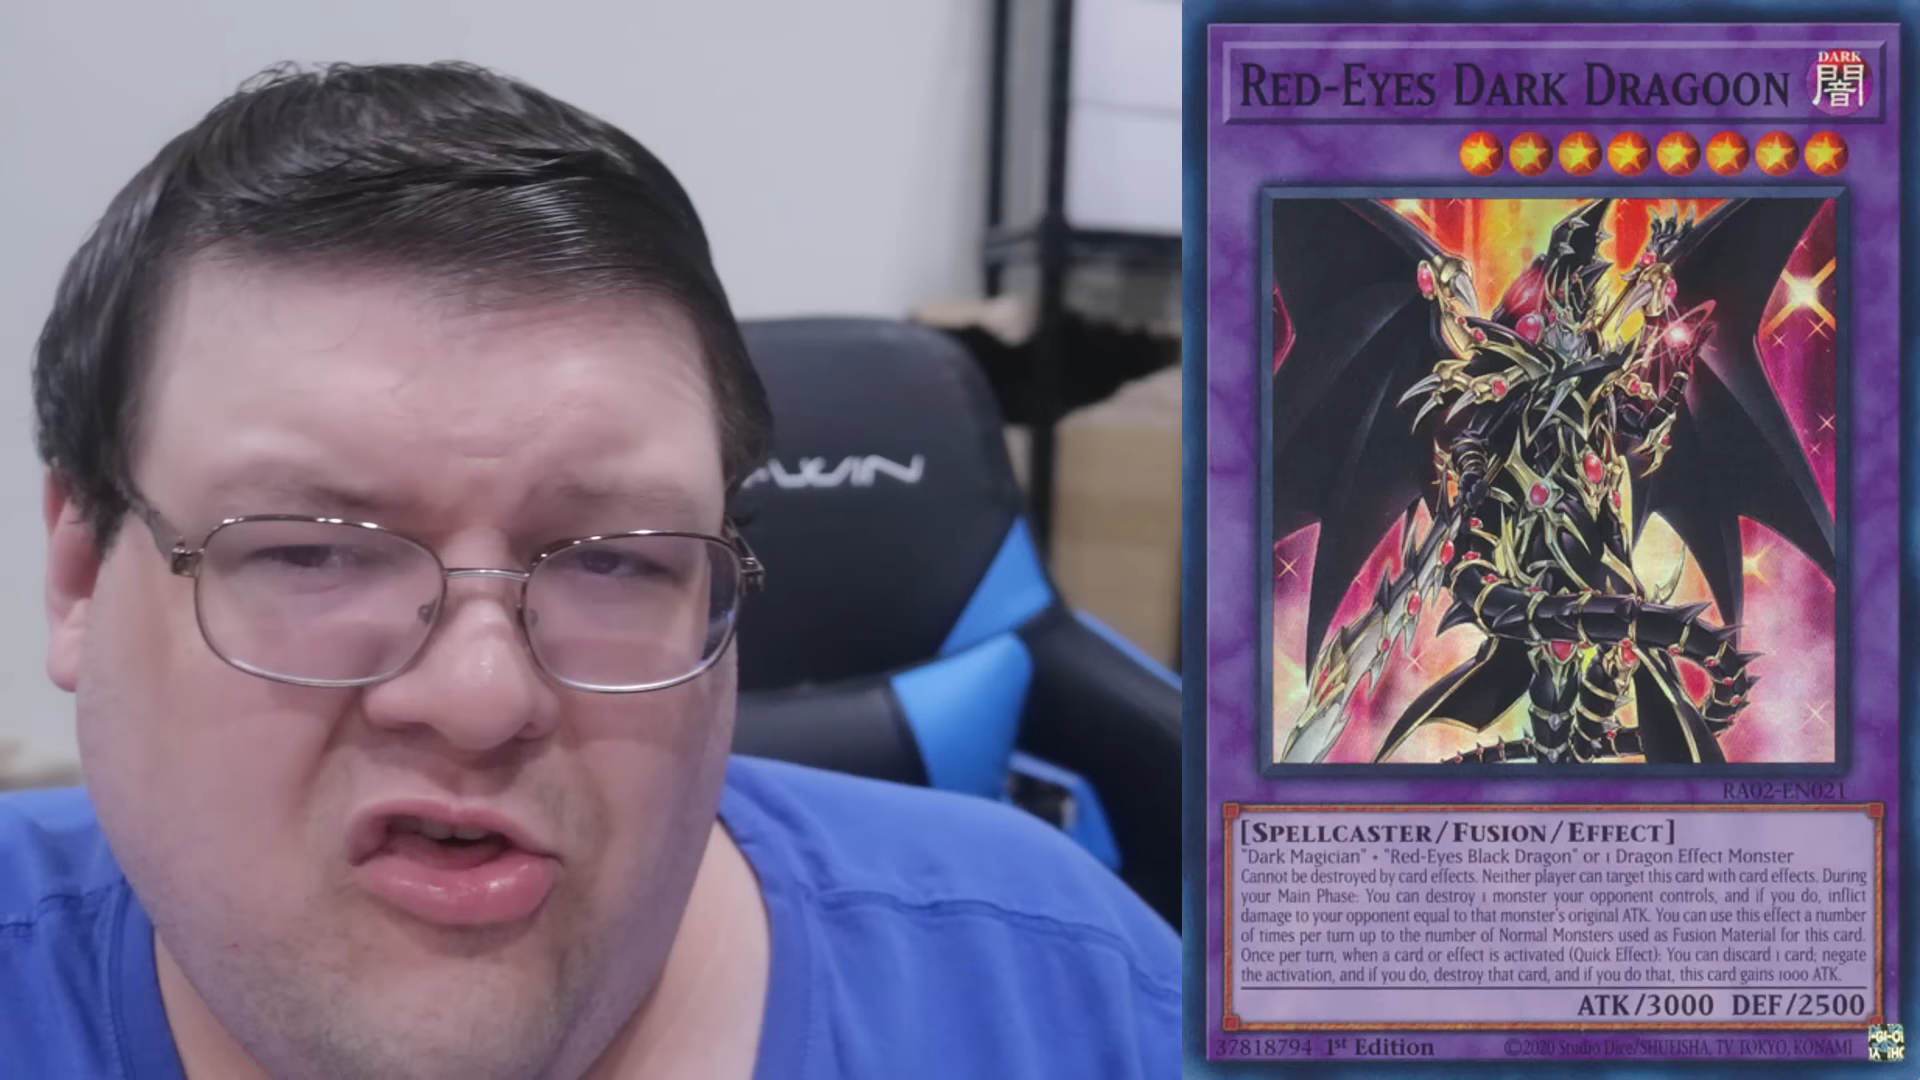 RED-EYES DARK DRAGOON
DARK
闇
RA02-EN021
[SPELLCASTER/FUSION/EFFECT]
"Dark Magician" + "Red-Eyes Black Dragon" or 1 Dragon Effect Monster
Cannot be destroyed by card effects. Neither player can target this card with card effects. During
your Main Phase: You can destroy 1 monster your opponent controls, and if you do, inflict
damage to your opponent equal to that monster's original ATK. You can use this effect a number
of times per turn up to the number of Normal Monsters used as Fusion Material for this card.
Once per turn, when a card or effect is activated (Quick Effect): You can discard 1 card; negate
the activation, and if you do, destroy that card, and if you do that, this card gains 1000 ATK.
ATK/3000 DEF/2500
37818794 1st Edition ©2020 Studio Dice/SHUEISHA, TV TOKYO, KONAMI